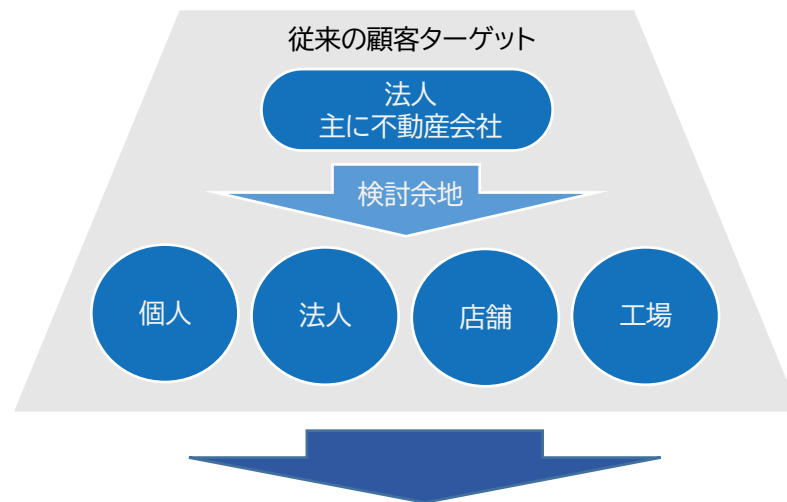 従来の顧客ターゲット
法人
主に不動産会社
検討余地
個人
法人
店舗
工場